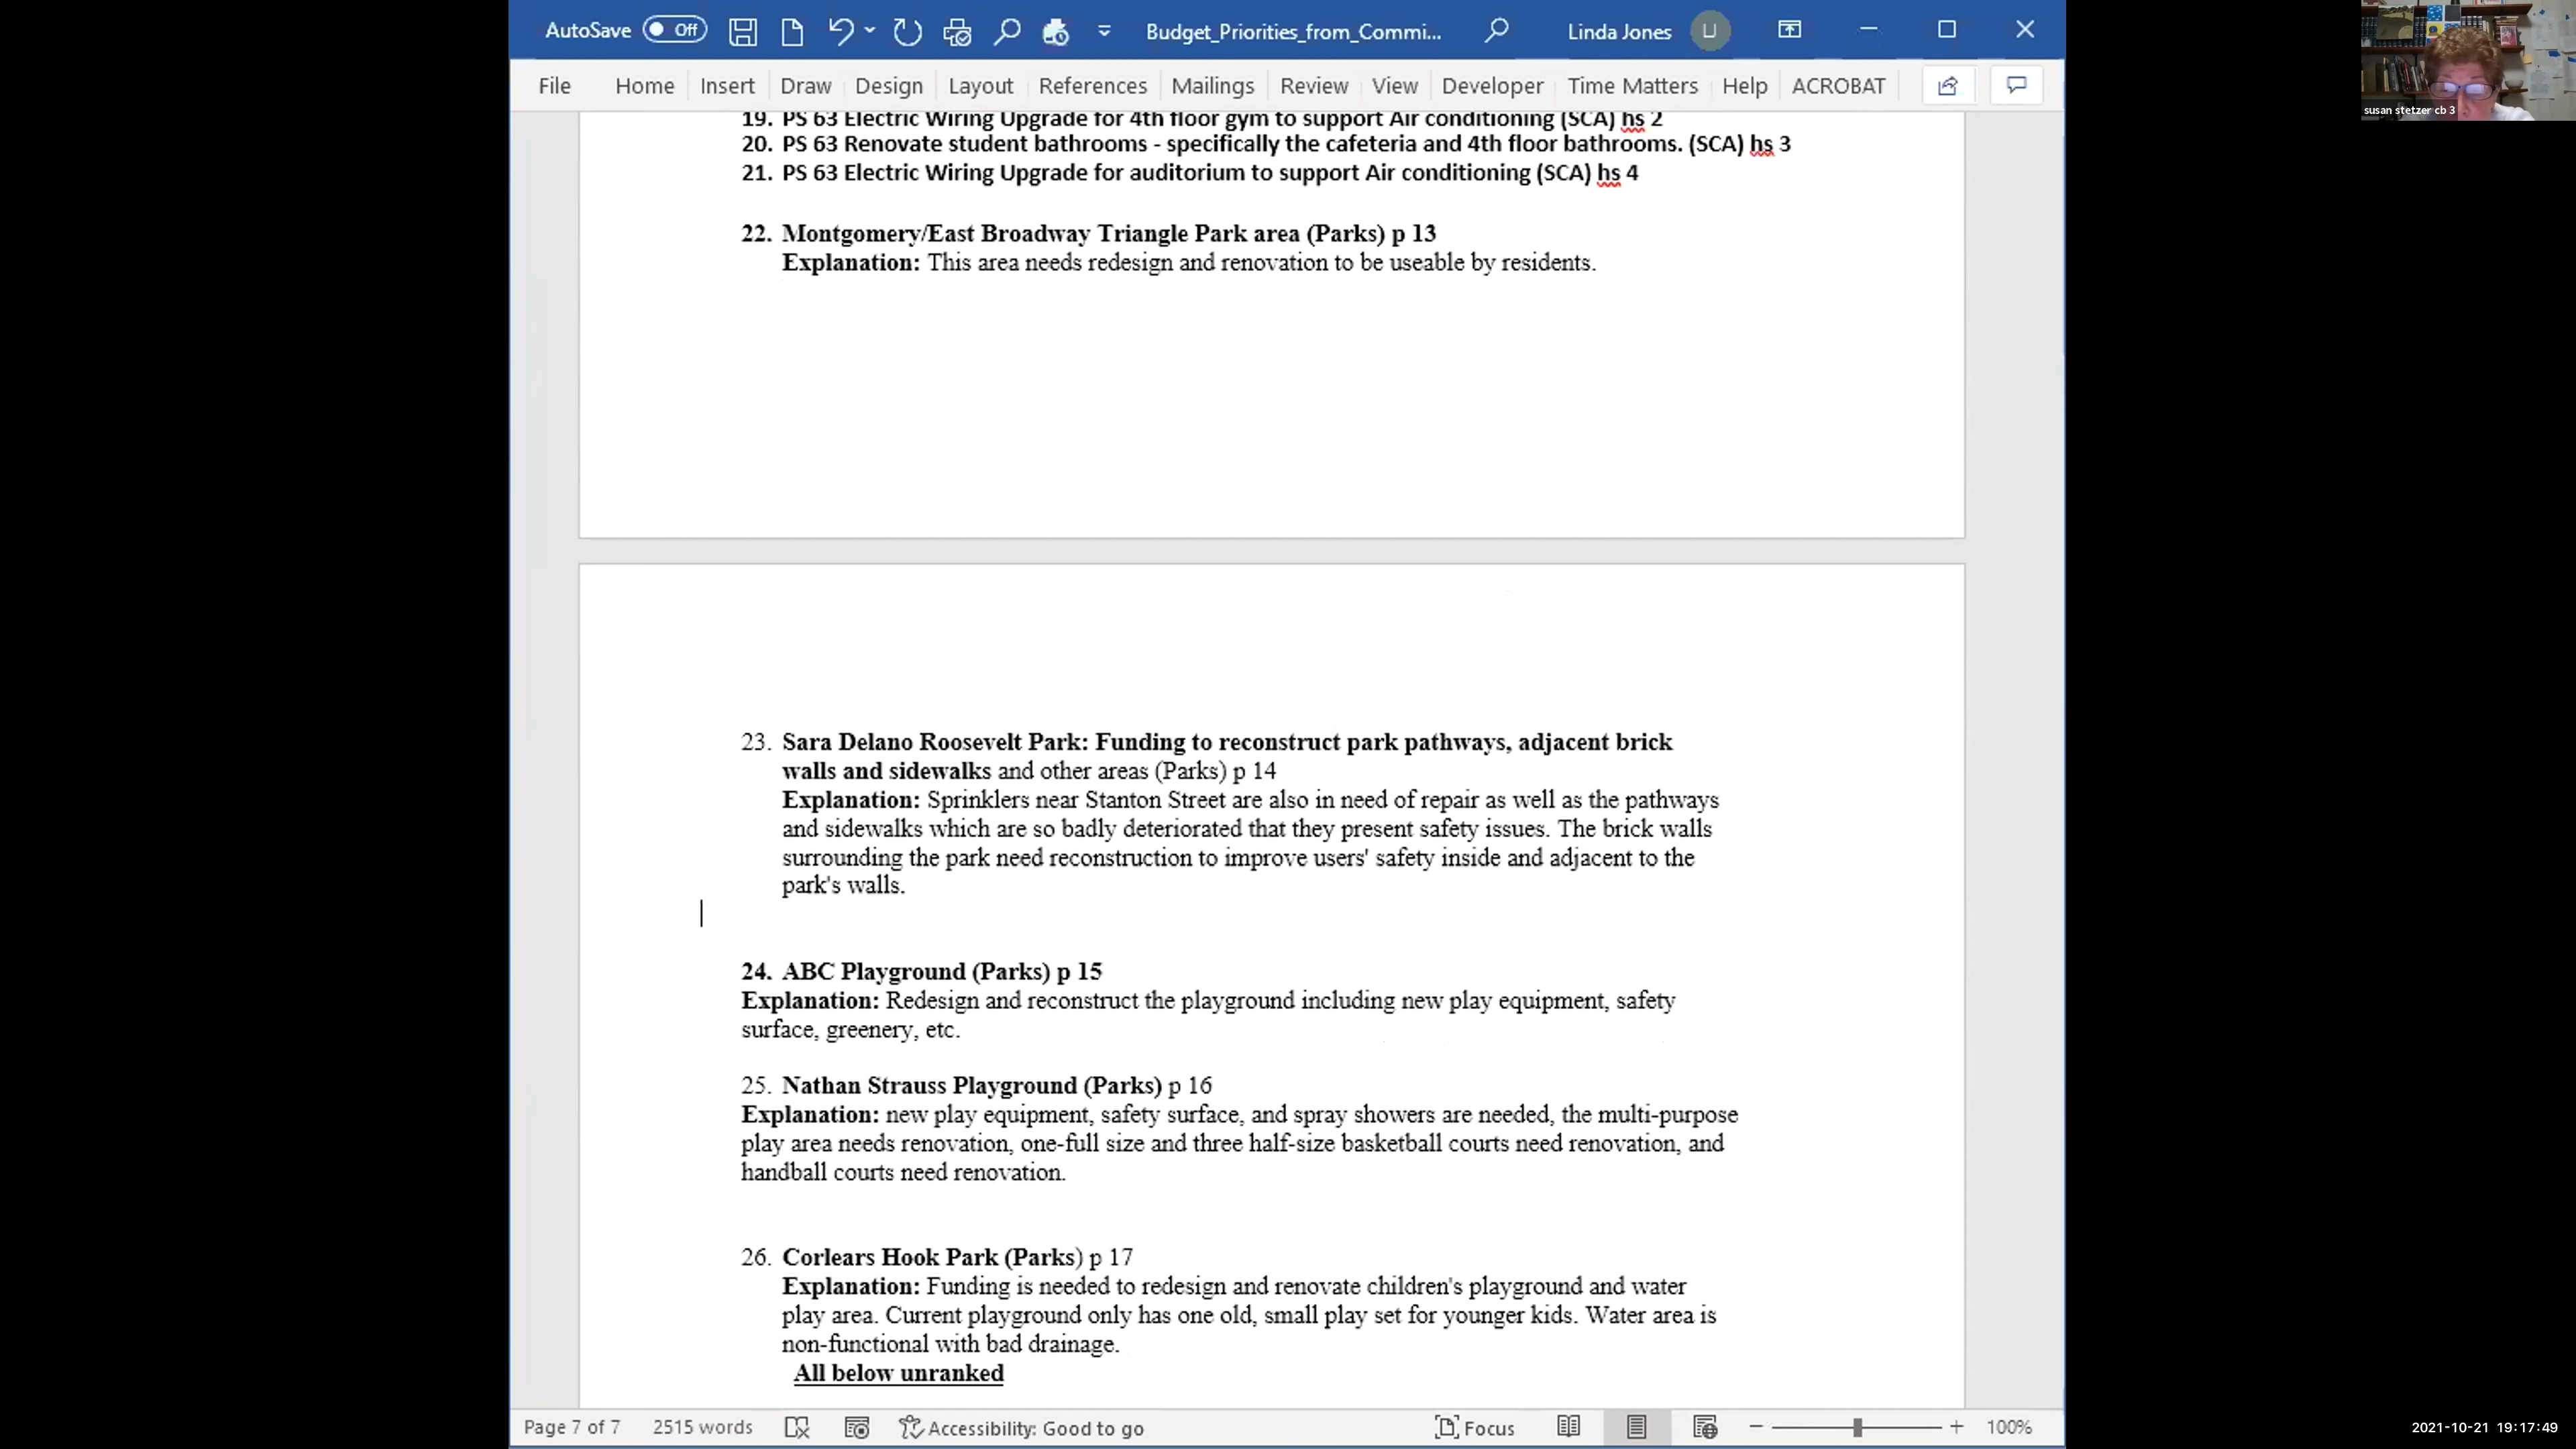 AutoSave Off Budget_Priorities_from_Commi... Linda Jones LJ
File Home Insert Draw Design Layout References Mailings Review View Developer Time Matters Help ACROBAT
susan stetzer cb 3
19. PS 63 Electric Wiring Upgrade for 4th floor gym to support Air conditioning (SCA) hs 2
20. PS 63 Renovate student bathrooms - specifically the cafeteria and 4th floor bathrooms. (SCA) hs 3
21. PS 63 Electric Wiring Upgrade for auditorium to support Air conditioning (SCA) hs 4
22. Montgomery/East Broadway Triangle Park area (Parks) p 13
Explanation: This area needs redesign and renovation to be useable by residents.
23. Sara Delano Roosevelt Park: Funding to reconstruct park pathways, adjacent brick
walls and sidewalks and other areas (Parks) p 14
Explanation: Sprinklers near Stanton Street are also in need of repair as well as the pathways
and sidewalks which are so badly deteriorated that they present safety issues. The brick walls
surrounding the park need reconstruction to improve users' safety inside and adjacent to the
park's walls.
24. ABC Playground (Parks) p 15
Explanation: Redesign and reconstruct the playground including new play equipment, safety
surface, greenery, etc.
25. Nathan Strauss Playground (Parks) p 16
Explanation: new play equipment, safety surface, and spray showers are needed, the multi-purpose
play area needs renovation, one-full size and three half-size basketball courts need renovation, and
handball courts need renovation.
26. Corlears Hook Park (Parks) p 17
Explanation: Funding is needed to redesign and renovate children's playground and water
play area. Current playground only has one old, small play set for younger kids. Water area is
non-functional with bad drainage.
All below unranked
Page 7 of 7 2515 words Accessibility: Good to go Focus 100%
2021-10-21 19:17:49